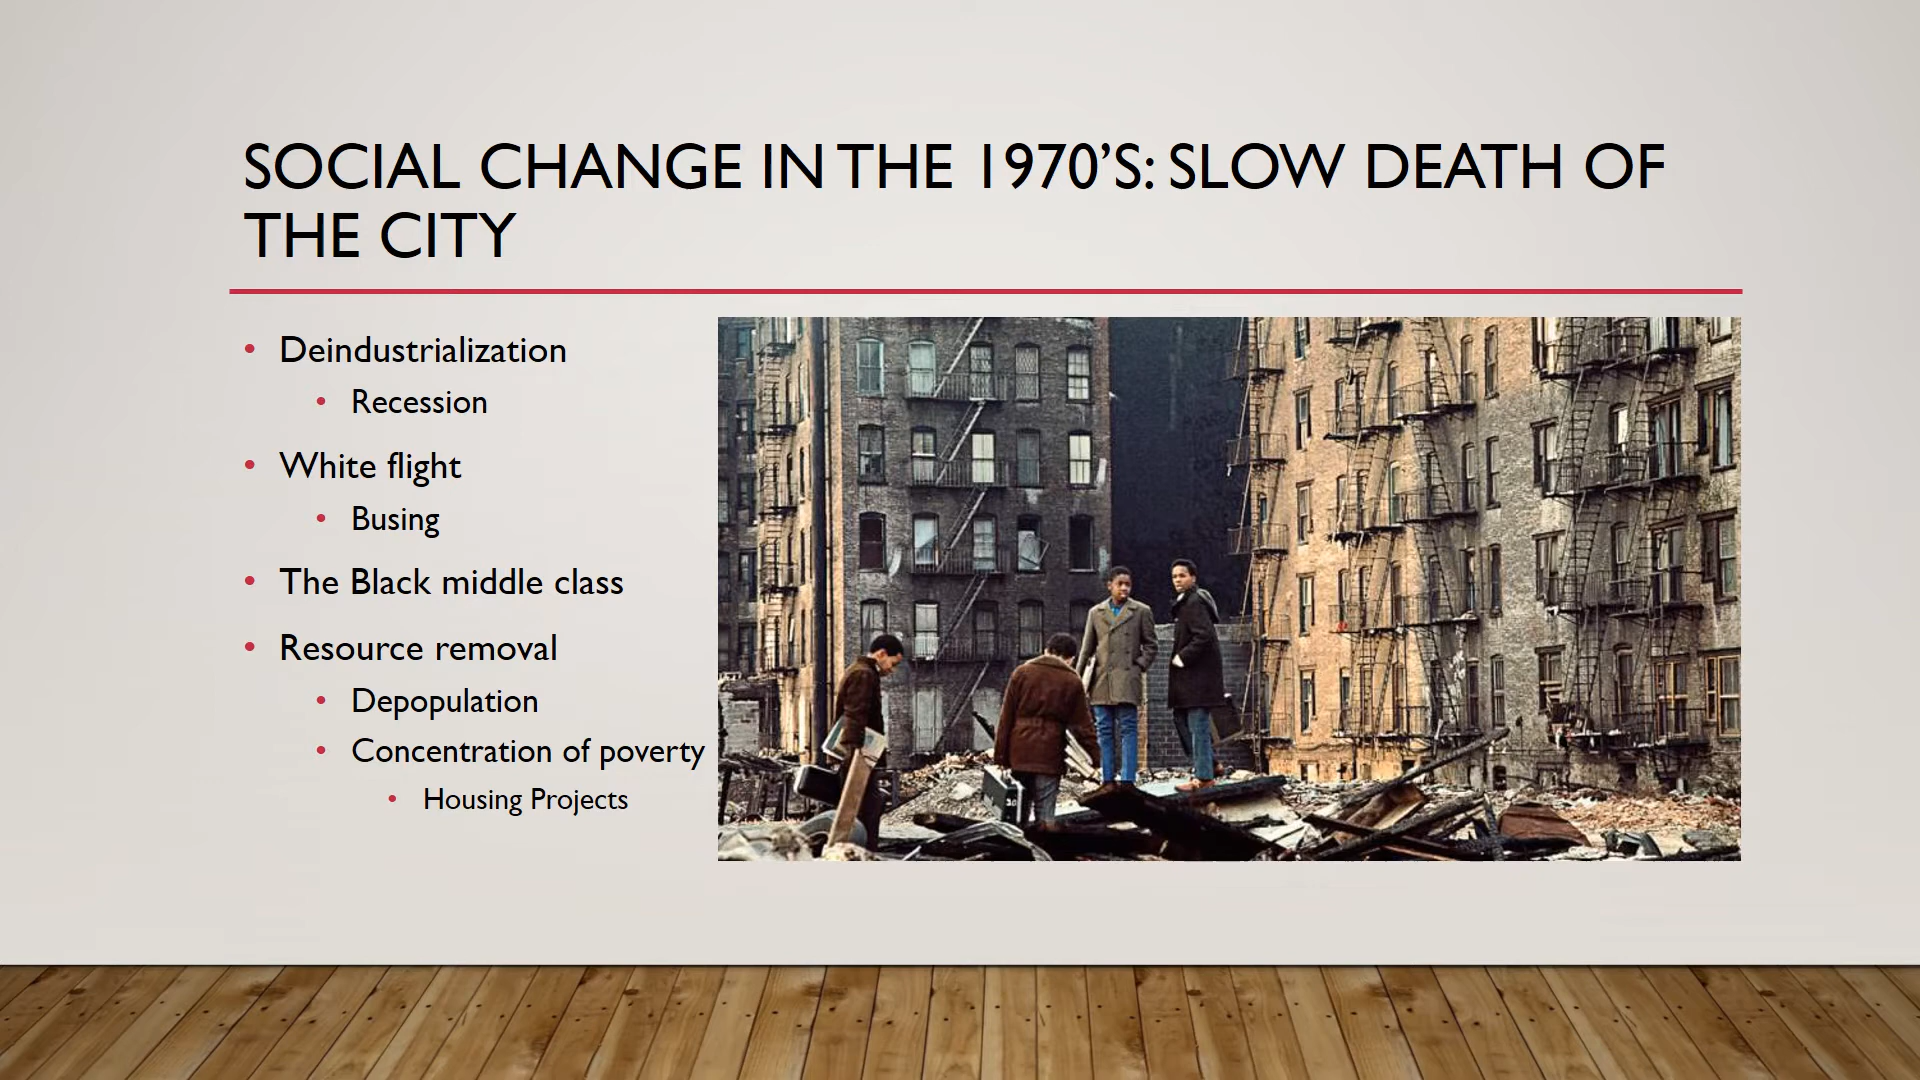 SOCIAL CHANGE IN THE 1970’S: SLOW DEATH OF
THE CITY
• Deindustrialization
• Recession
• White flight
• Busing
• The Black middle class
• Resource removal
• Depopulation
• Concentration of poverty
• Housing Projects